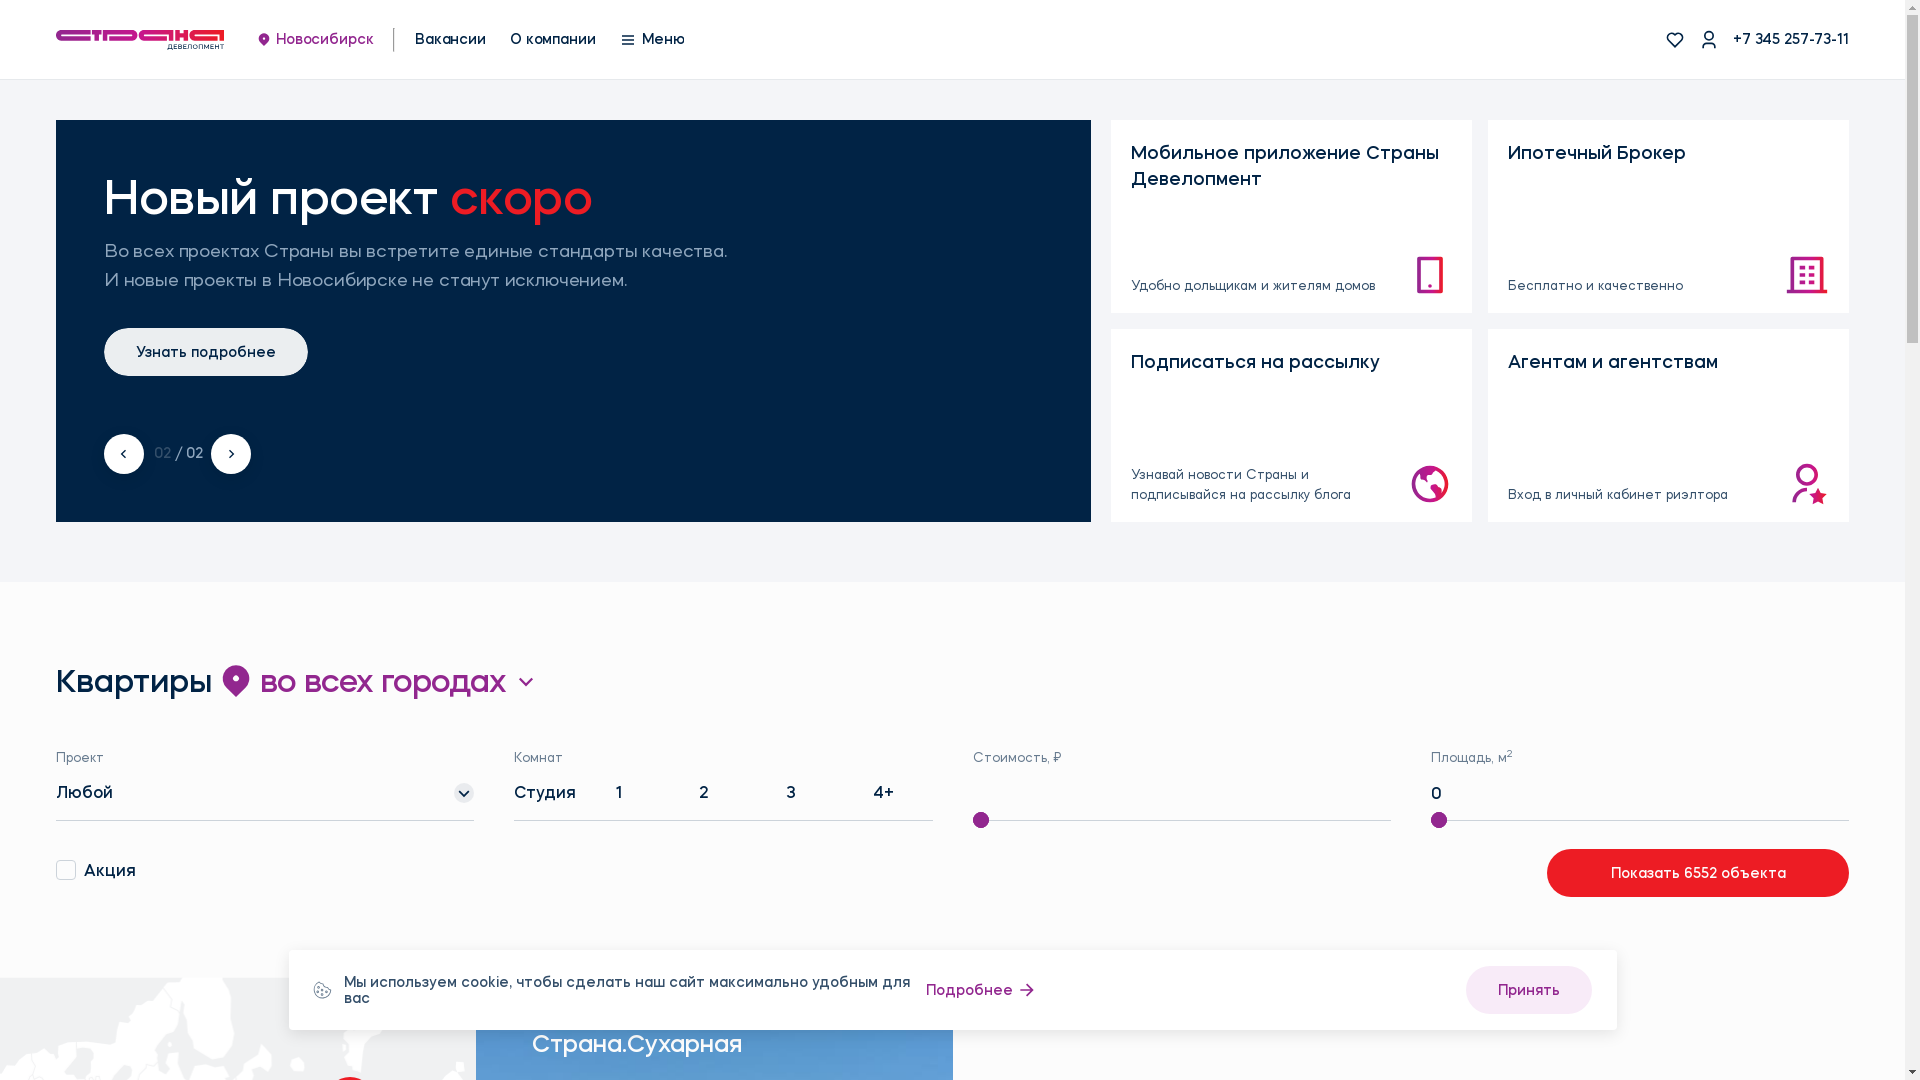 СТРАНА
ДЕВЕЛОПМЕНТ
Новосибирск
Вакансии
О компании
Меню
+7 345 257-73-11
Новый проект скоро
Во всех проектах Страны вы встретите единые стандарты качества.
И новые проекты в Новосибирске не станут исключением.
Узнать подробнее
02 / 02
Мобильное приложение Страны
Девелопмент
Удобно дольщикам и жителям домов
Ипотечный Брокер
Бесплатно и качественно
Подписаться на рассылку
Узнавай новости Страны и
подписывайся на рассылку блога
Агентам и агентствам
Вход в личный кабинет риэлтора
Квартиры во всех городах
Проект
Любой
Комнат
Студия 1 2 3 4+
Стоимость, ₽
Площадь, м²
0
Акция
Показать 6552 объекта
Мы используем cookie, чтобы сделать наш сайт максимально удобным для
вас
Подробнее
Принять
Страна.Сухарная